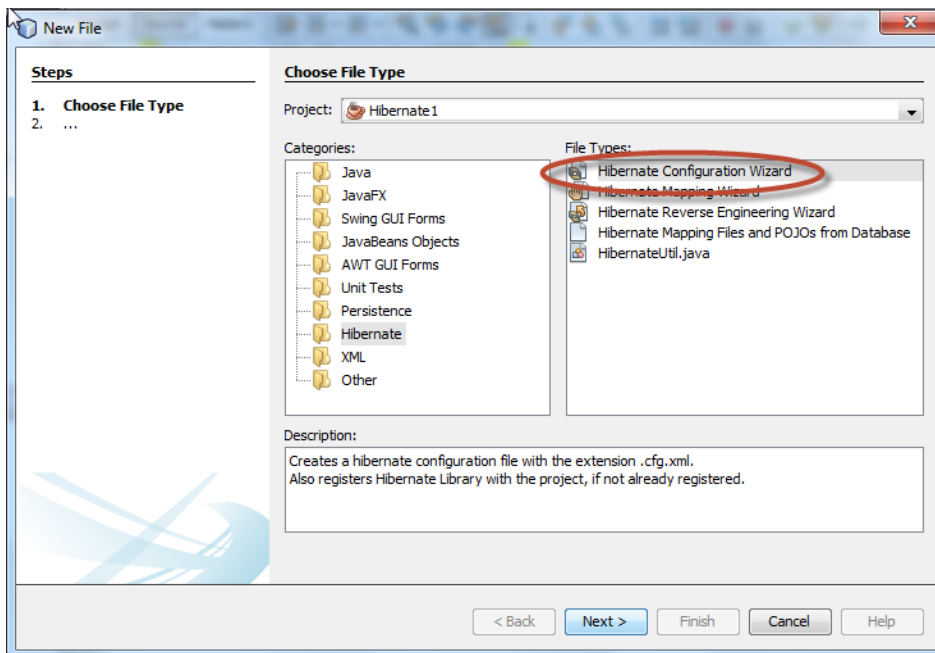 New File
Steps
1. Choose File Type
2. ...
Choose File Type
Project: Hibernate1
Categories:
Java
JavaFX
Swing GUI Forms
JavaBeans Objects
AWT GUI Forms
Unit Tests
Persistence
Hibernate
XML
Other
File Types:
Hibernate Configuration Wizard
Hibernate Mapping Wizard
Hibernate Reverse Engineering Wizard
Hibernate Mapping Files and POJOs from Database
HibernateUtil.java
Description:
Creates a hibernate configuration file with the extension .cfg.xml.
Also registers Hibernate Library with the project, if not already registered.
< Back Next > Finish Cancel Help